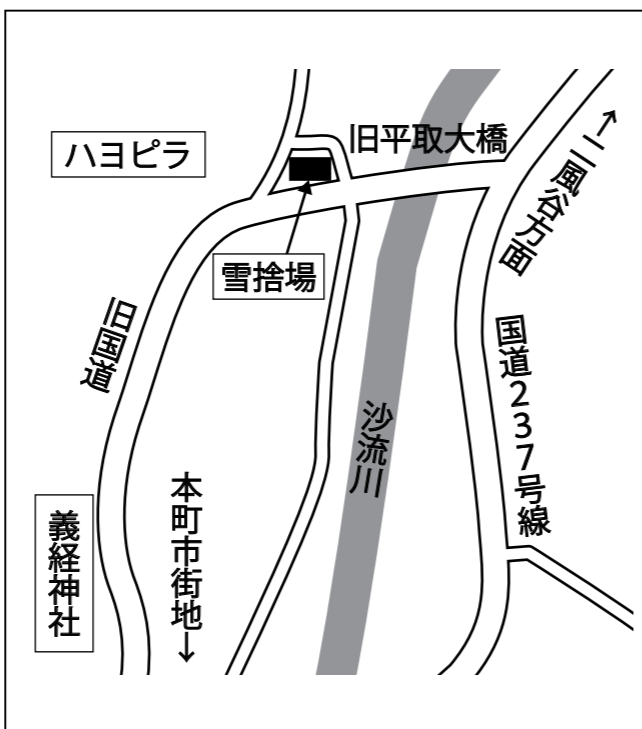 旧平取大橋
ハヨピラ
←二風谷方面
雪捨場
旧国道
国道237号線
沙流川
本町市街地→
義経神社